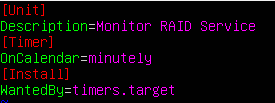 [Unit]
Description=Monitor RAID Service
[Timer]
OnCalendar=minutely
[Install]
WantedBy=timers.target